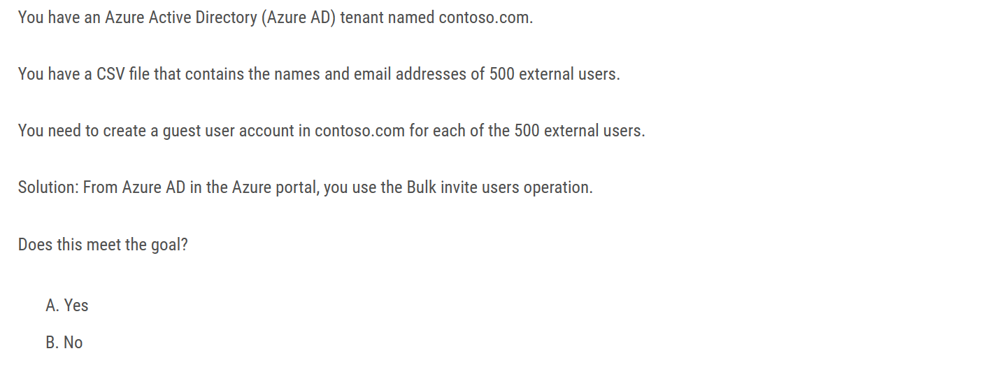 You have an Azure Active Directory (Azure AD) tenant named contoso.com.
You have a CSV file that contains the names and email addresses of 500 external users.
You need to create a guest user account in contoso.com for each of the 500 external users.
Solution: From Azure AD in the Azure portal, you use the Bulk invite users operation.
Does this meet the goal?
A. Yes
B. No